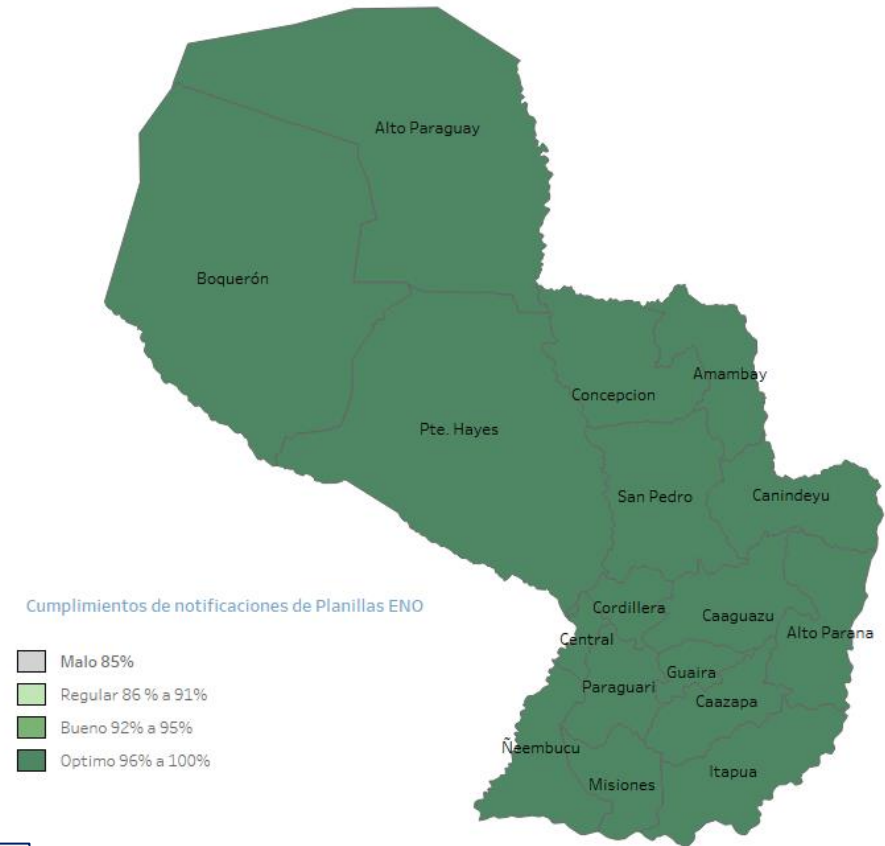 Alto Paraguay
Boquerón
Amambay
Concepcion
Pte. Hayes
San Pedro
Canindeyu
Cordillera
Caaguazu
Alto Parana
Central
Guaira
Paraguari
Caazapa
Ñeembucu
Itapua
Misiones
Cumplimientos de notificaciones de Planillas ENO
Malo 85%
Regular 86 % a 91%
Bueno 92% a 95%
Optimo 96% a 100%